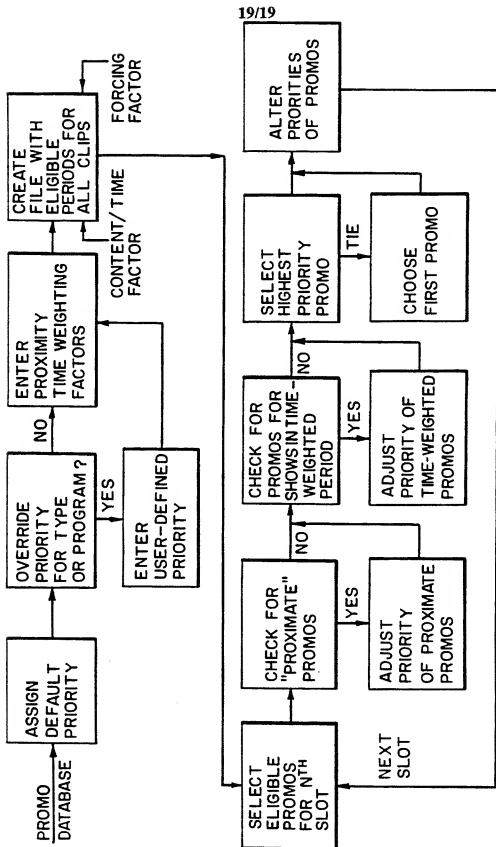 19/19
PROMO
DATABASE
ASSIGN
DEFAULT
PRIORITY
OVERRIDE
PRIORITY
FOR TYPE
OR PROGRAM?
NO
YES
ENTER
USER-DEFINED
PRIORITY
ENTER
PROXIMITY
TIME WEIGHTING
FACTORS
CREATE
FILE WITH
ELIGIBLE
PERIODS FOR
ALL CLIPS
CONTENT/TIME
FACTOR
FORCING
FACTOR
SELECT
ELIGIBLE
PROMOS
FOR NTH
SLOT
NEXT
SLOT
CHECK FOR
"PROXIMATE"
PROMOS
NO
YES
ADJUST
PRIORITY
OF PROXIMATE
PROMOS
CHECK FOR
PROMOS FOR
SHOWS IN TIME-
WEIGHTED
PERIOD
NO
YES
ADJUST
PRIORITY OF
TIME-WEIGHTED
PROMOS
SELECT
HIGHEST
PRIORITY
PROMO
TIE
CHOOSE
FIRST PROMO
ALTER
PRORITIES
OF PROMOS